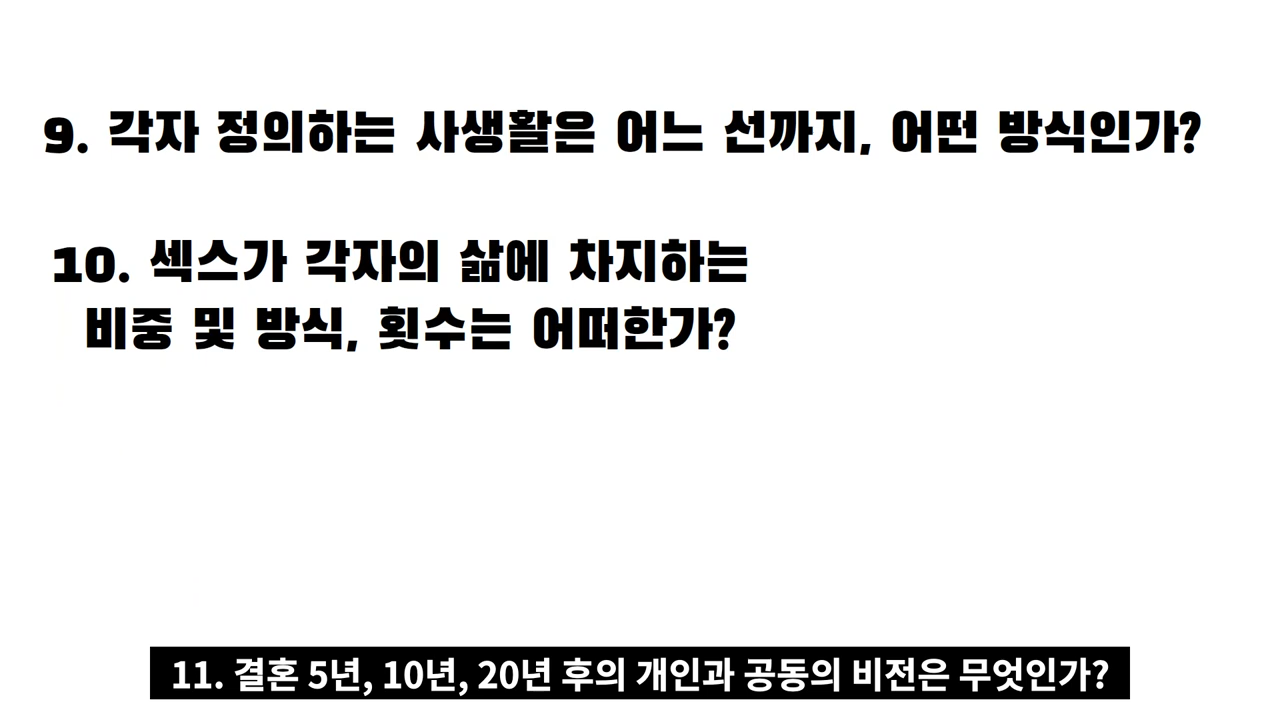 9. 각자 정의하는 사생활은 어느 선까지, 어떤 방식인가?
10. 섹스가 각자의 삶에 차지하는
비중 및 방식, 횟수는 어떠한가?
11. 결혼 5년, 10년, 20년 후의 개인과 공동의 비전은 무엇인가?